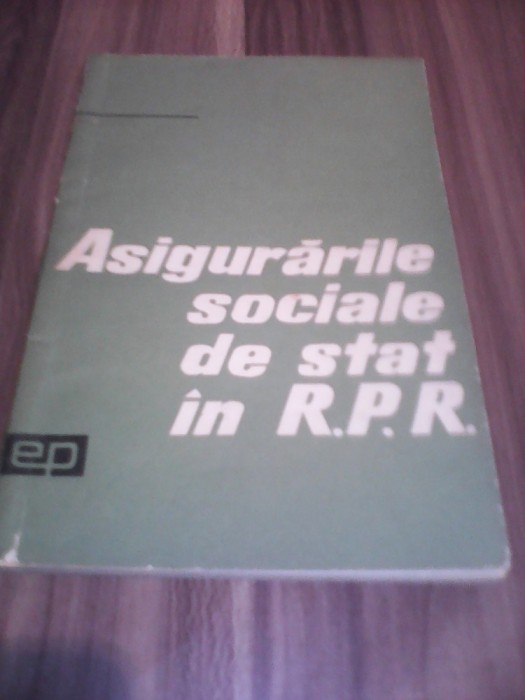 Asigurările
sociale
de stat
în R.P.R.
ep